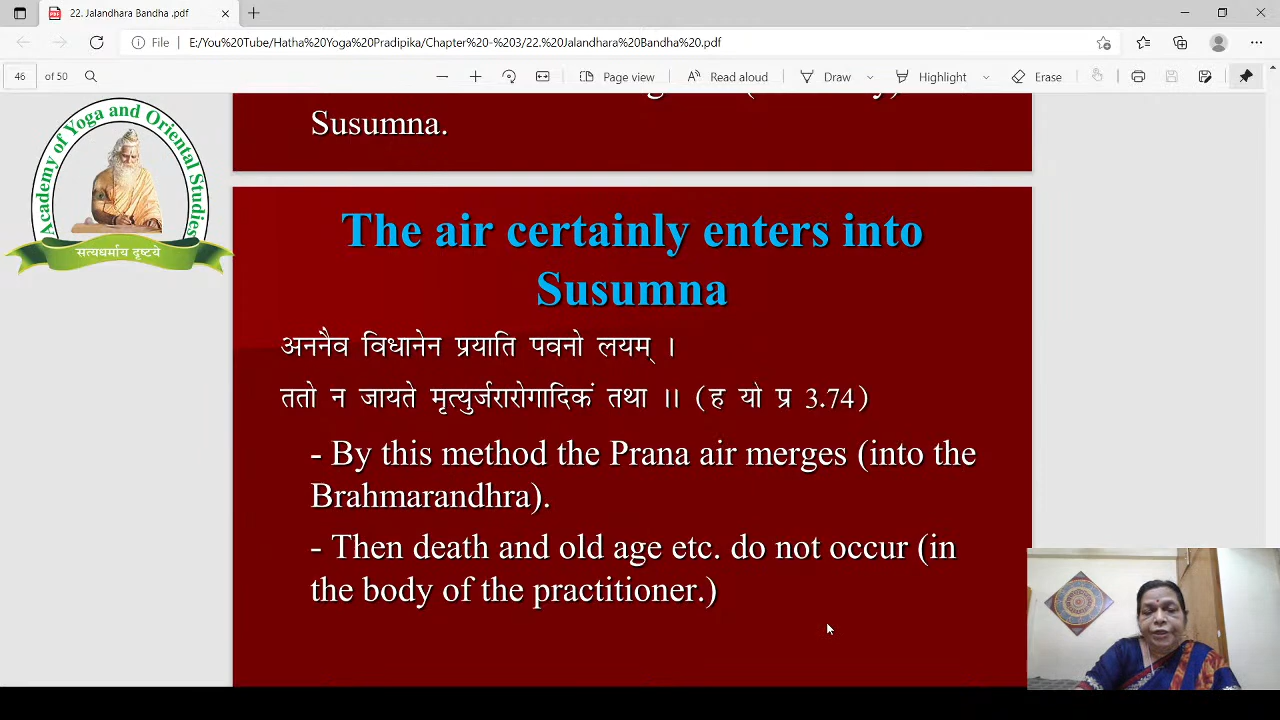 22. Jalandhar Bandha .pdf
File
E:/You%20Tube/Hatha%20Yoga%20Pradipika/Chapter%20-%203/22.%20Jalandhara%20Bandha%20.pdf
46 of 50
Page view
Read aloud
Draw
Highlight
Erase
Academy of Yoga and Oriental Studies
सत्यधर्माय दृष्टये
Susumna.
The air certainly enters into
Susumna
अननैव विधानेन प्रयाति पवनो लयम् ।
ततो न जायते मृत्युर्जरारोगादिकं तथा ।। (ह यो प्र 3.74)
- By this method the Prana air merges (into the
Brahmarandhra).
- Then death and old age etc. do not occur (in
the body of the practitioner.)